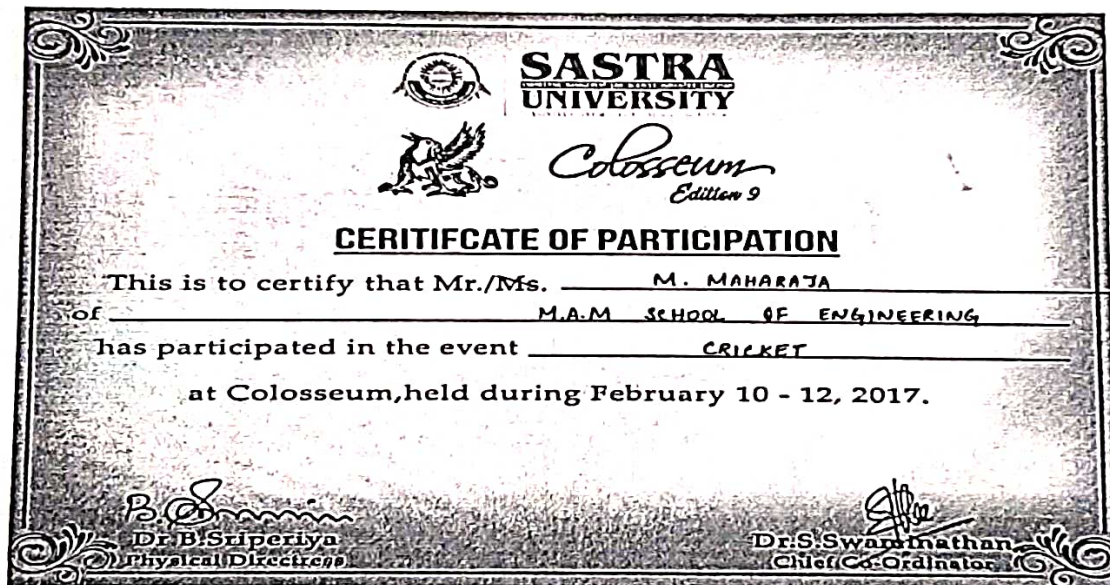 SASTRA
UNIVERSITY
Colosseum
Edition 9
CERITIFCATE OF PARTICIPATION
This is to certify that Mr./Ms. M. MAHARAJA
of M.A.M SCHOOL OF ENGINEERING
has participated in the event CRICKET
at Colosseum,held during February 10 - 12, 2017.
Dr.B.Sriperiya
Physical Directress
Dr.S.Swaminathan
Chief Co-Ordinator